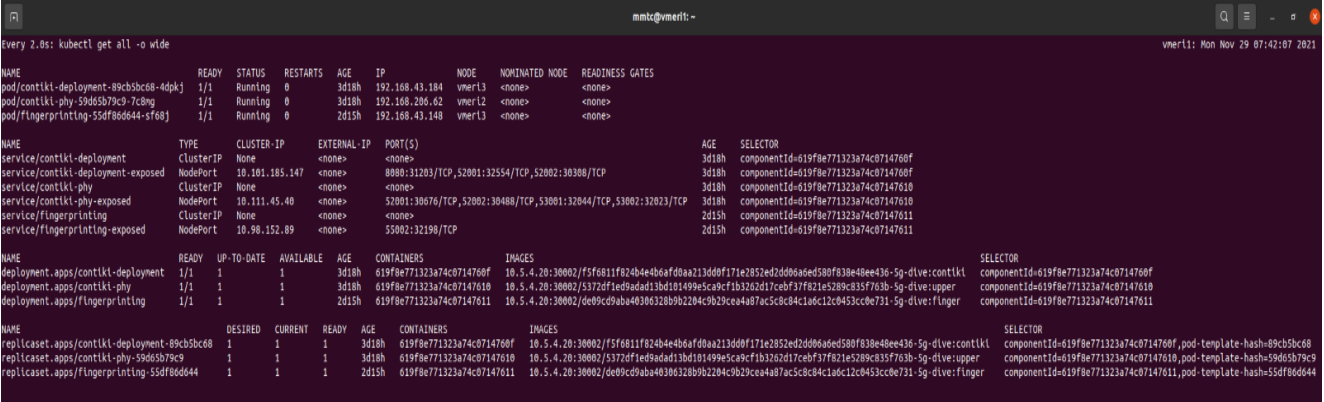 mmtc@vmeri1: ~
Every 2.0s: kubectl get all -o wide vmeri1: Mon Nov 29 07:42:07 2021
NAME READY STATUS RESTARTS AGE IP NODE NOMINATED NODE READINESS GATES
pod/contiki-deployment-89cb5bc68-4dpkj 1/1 Running 0 3d18h 192.168.43.184 vmeri3 <none> <none>
pod/contiki-phy-59d65b79c9-7c8mg 1/1 Running 0 3d18h 192.168.206.62 vmeri2 <none> <none>
pod/fingerprinting-55df86d644-sf68j 1/1 Running 0 2d15h 192.168.43.148 vmeri3 <none> <none>
NAME TYPE CLUSTER-IP EXTERNAL-IP PORT(S) AGE SELECTOR
service/contiki-deployment ClusterIP None <none> <none> 3d18h componentId=619f8e771323a74c0714760f
service/contiki-deployment-exposed NodePort 10.101.185.147 <none> 8080:31203/TCP,52001:32554/TCP,52002:30308/TCP 3d18h componentId=619f8e771323a74c0714760f
service/contiki-phy ClusterIP None <none> <none> 3d18h componentId=619f8e771323a74c07147610
service/contiki-phy-exposed NodePort 10.111.45.40 <none> 52001:30676/TCP,52002:30488/TCP,53001:32044/TCP,53002:32023/TCP 3d18h componentId=619f8e771323a74c07147610
service/fingerprinting ClusterIP None <none> <none> 2d15h componentId=619f8e771323a74c07147611
service/fingerprinting-exposed NodePort 10.98.152.89 <none> 55002:32198/TCP 2d15h componentId=619f8e771323a74c07147611
NAME READY UP-TO-DATE AVAILABLE AGE CONTAINERS IMAGES SELECTOR
deployment.apps/contiki-deployment 1/1 1 1 3d18h 619f8e771323a74c0714760f 10.5.4.20:30002/f5f6811f824b4e4b6afd0aa213dd0f171e2852ed2dd06a6ed580f838e48ee436-5g-dive:contiki componentId=619f8e771323a74c0714760f
deployment.apps/contiki-phy 1/1 1 1 3d18h 619f8e771323a74c07147610 10.5.4.20:30002/5372df1ed9adad13bd101499e5ca9cf1b3262d17cebf37f821e5289c835f763b-5g-dive:upper componentId=619f8e771323a74c07147610
deployment.apps/fingerprinting 1/1 1 1 2d15h 619f8e771323a74c07147611 10.5.4.20:30002/de09cd9aba40306328b9b2204c9b29cea4a87ac5c8c84c1a6c12c0453cc0e731-5g-dive:finger componentId=619f8e771323a74c07147611
NAME DESIRED CURRENT READY AGE CONTAINERS IMAGES SELECTOR
replicaset.apps/contiki-deployment-89cb5bc68 1 1 1 3d18h 619f8e771323a74c0714760f 10.5.4.20:30002/f5f6811f824b4e4b6afd0aa213dd0f171e2852ed2dd06a6ed580f838e48ee436-5g-dive:contiki componentId=619f8e771323a74c0714760f,pod-template-hash=89cb5bc68
replicaset.apps/contiki-phy-59d65b79c9 1 1 1 3d18h 619f8e771323a74c07147610 10.5.4.20:30002/5372df1ed9adad13bd101499e5ca9cf1b3262d17cebf37f821e5289c835f763b-5g-dive:upper componentId=619f8e771323a74c07147610,pod-template-hash=59d65b79c9
replicaset.apps/fingerprinting-55df86d644 1 1 1 2d15h 619f8e771323a74c07147611 10.5.4.20:30002/de09cd9aba40306328b9b2204c9b29cea4a87ac5c8c84c1a6c12c0453cc0e731-5g-dive:finger componentId=619f8e771323a74c07147611,pod-template-hash=55df86d644